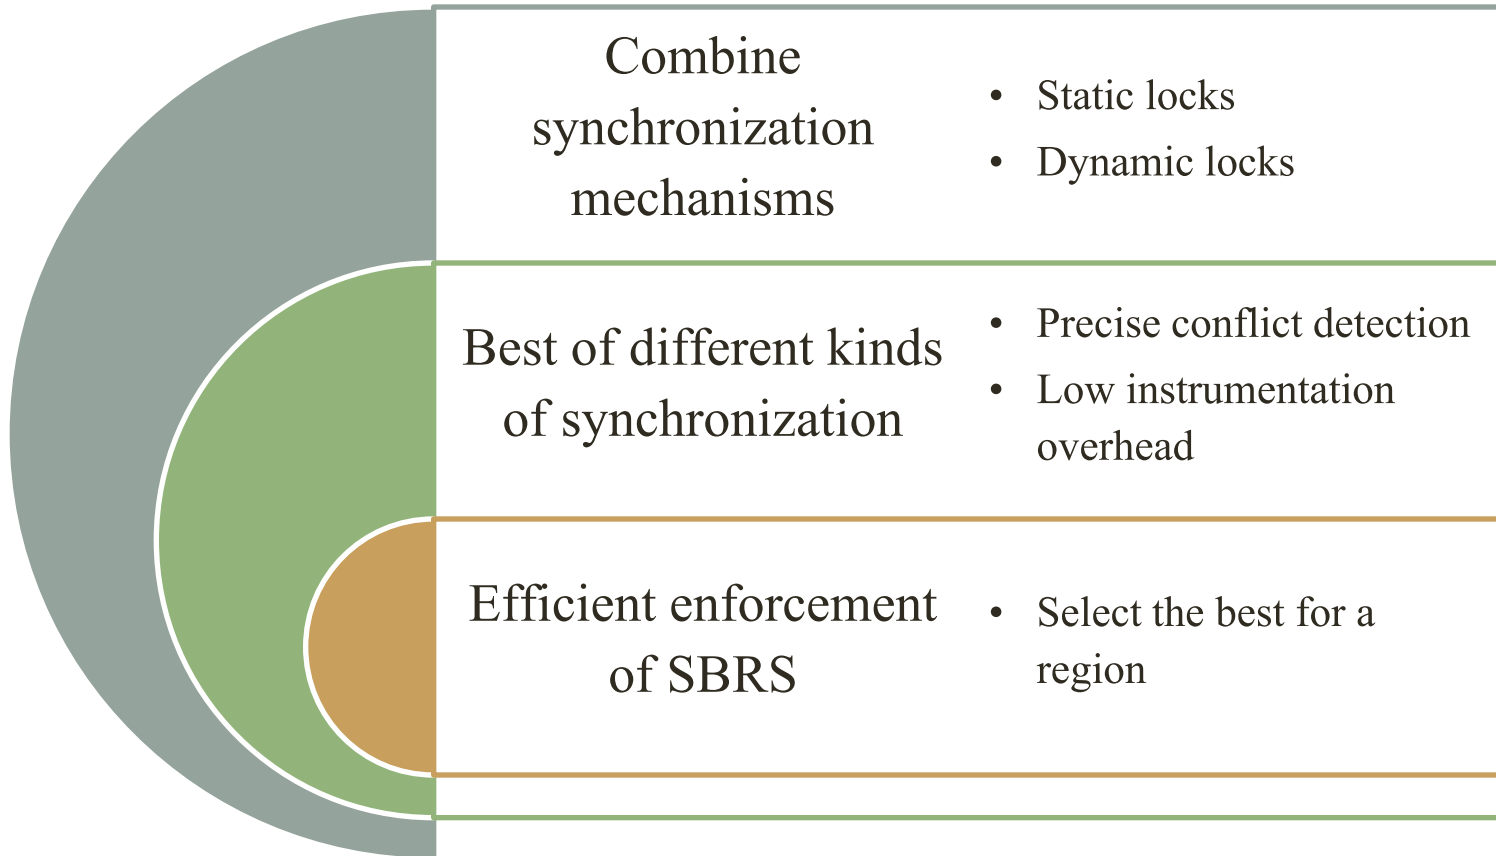 Combine
synchronization
mechanisms
• Static locks
• Dynamic locks
Best of different kinds
of synchronization
• Precise conflict detection
• Low instrumentation
overhead
Efficient enforcement
of SBRS
• Select the best for a
region